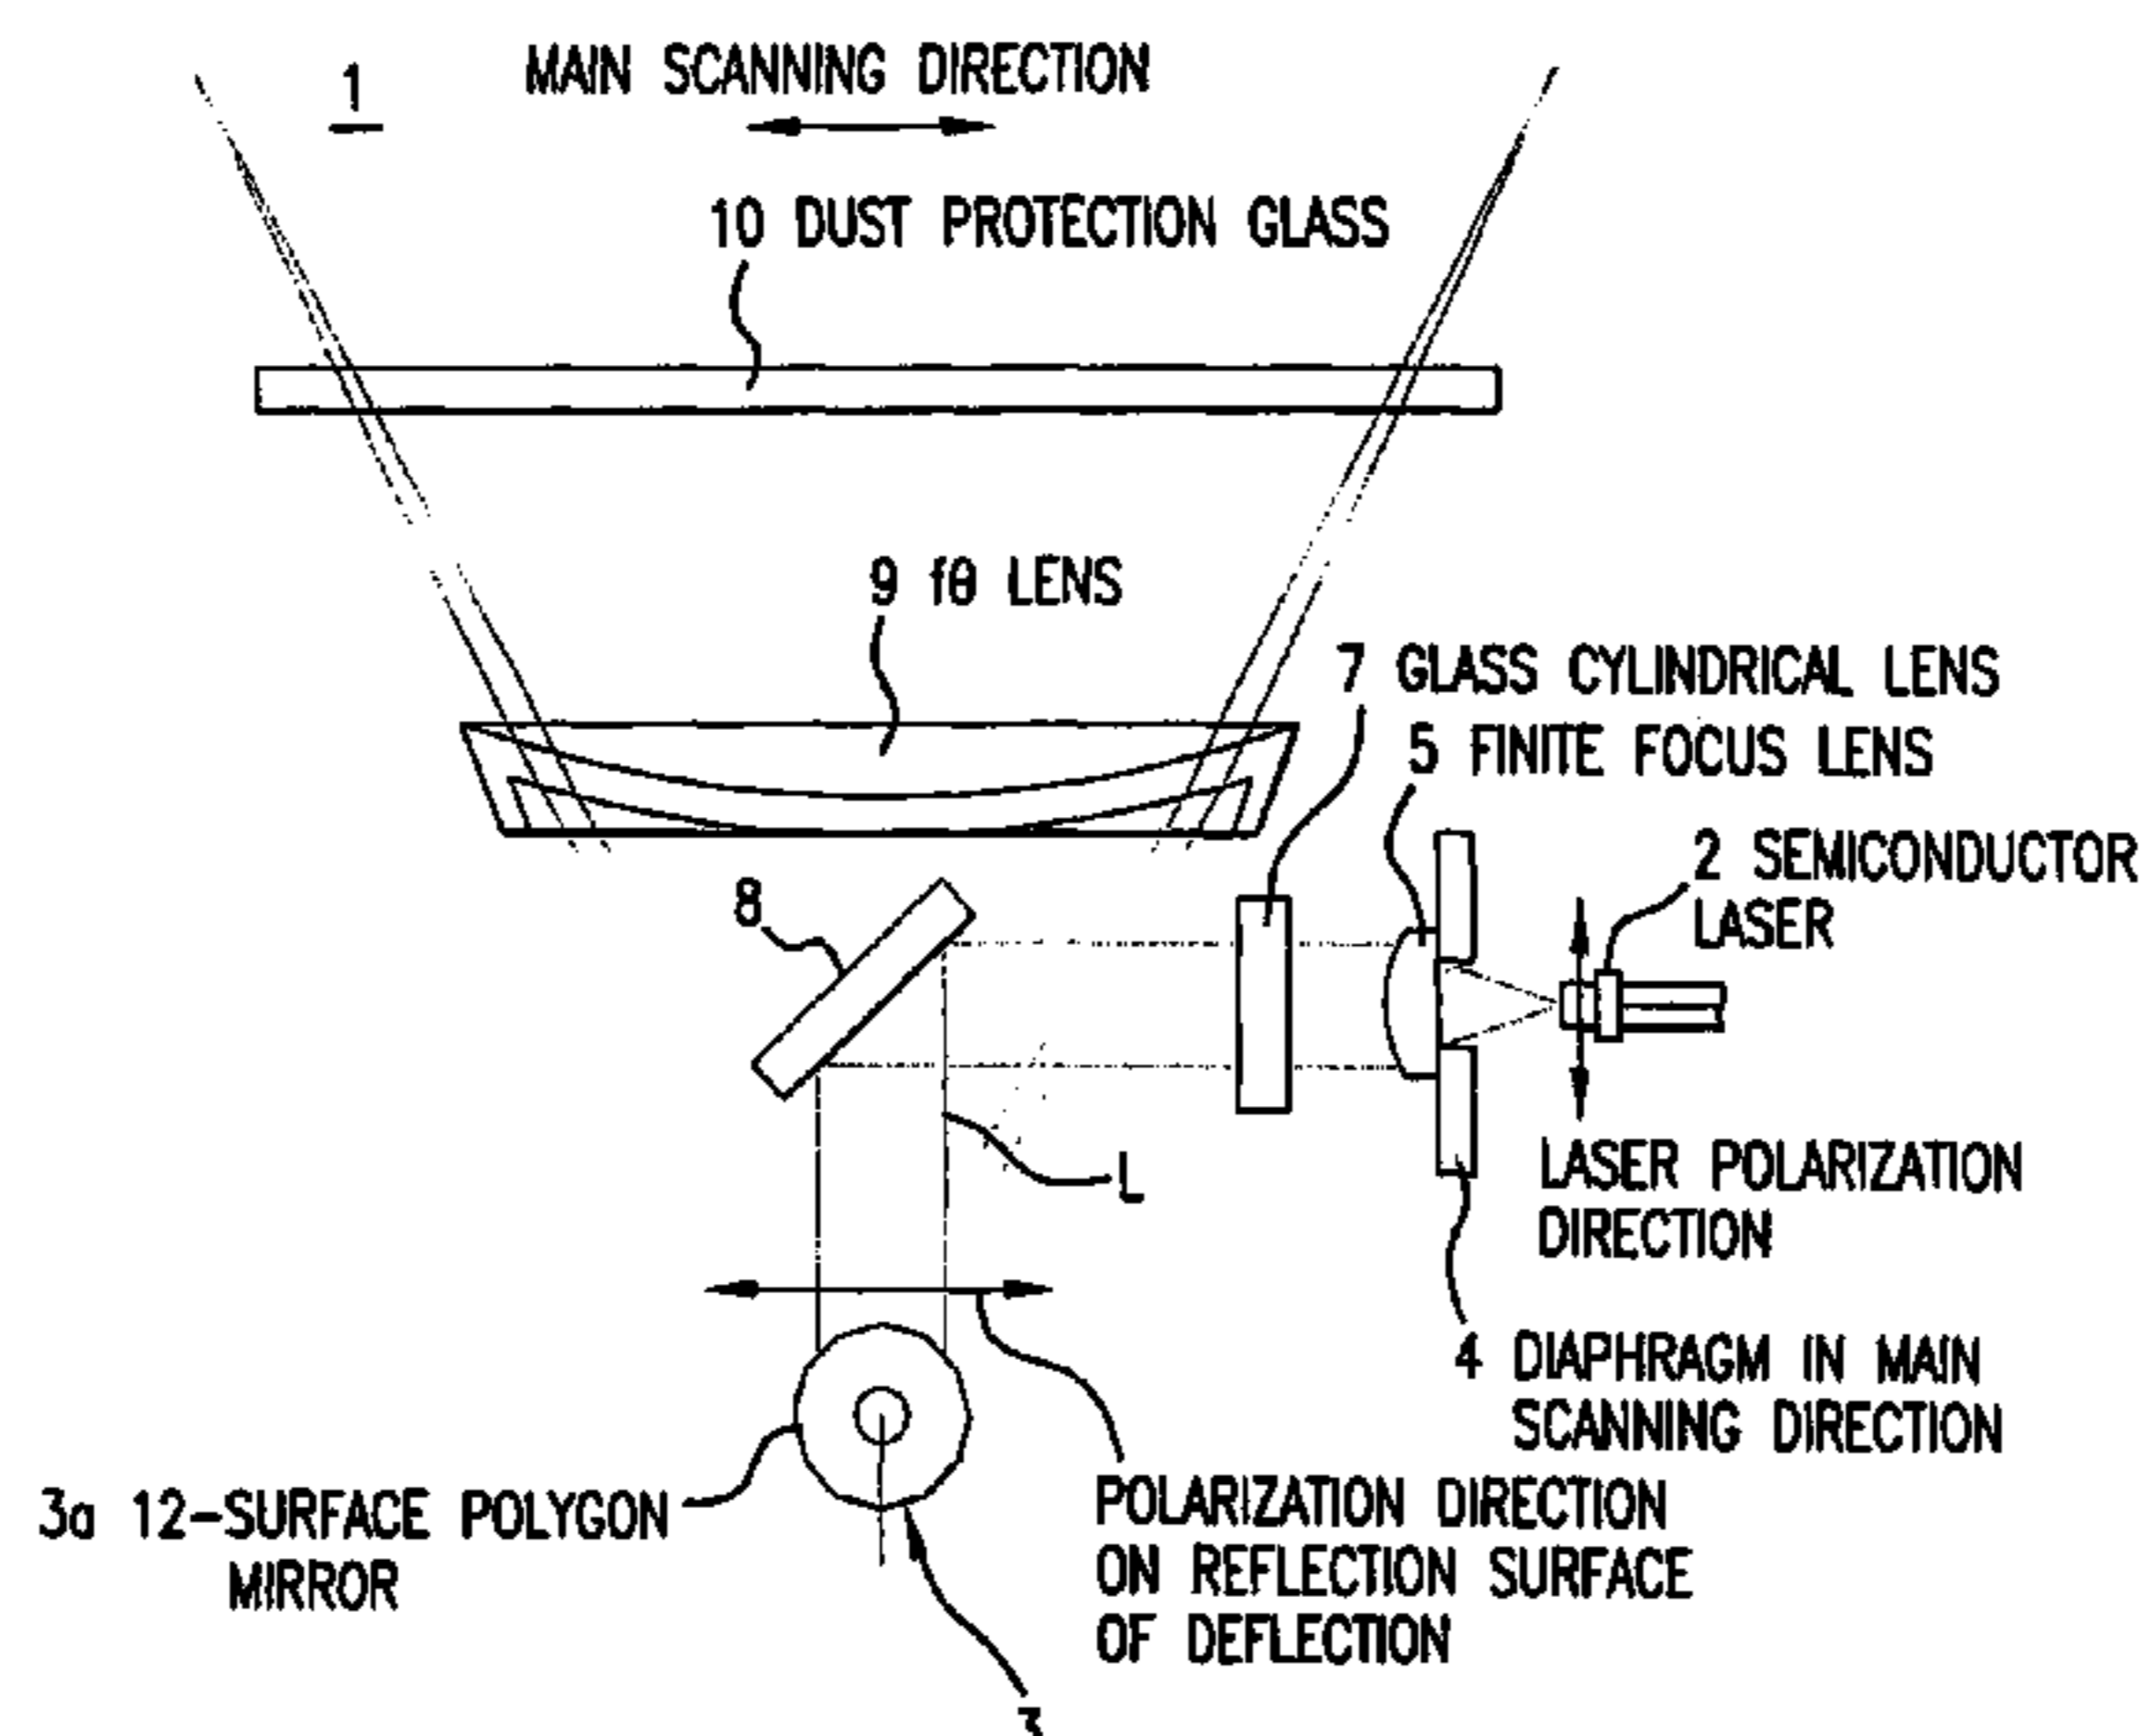 1
MAIN SCANNING DIRECTION
10 DUST PROTECTION GLASS
9 fθ LENS
7 GLASS CYLINDRICAL LENS
5 FINITE FOCUS LENS
2 SEMICONDUCTOR
LASER
8
L
LASER POLARIZATION
DIRECTION
4 DIAPHRAGM IN MAIN
SCANNING DIRECTION
3a 12-SURFACE POLYGON
MIRROR
POLARIZATION DIRECTION
ON REFLECTION SURFACE
OF DEFLECTION
3